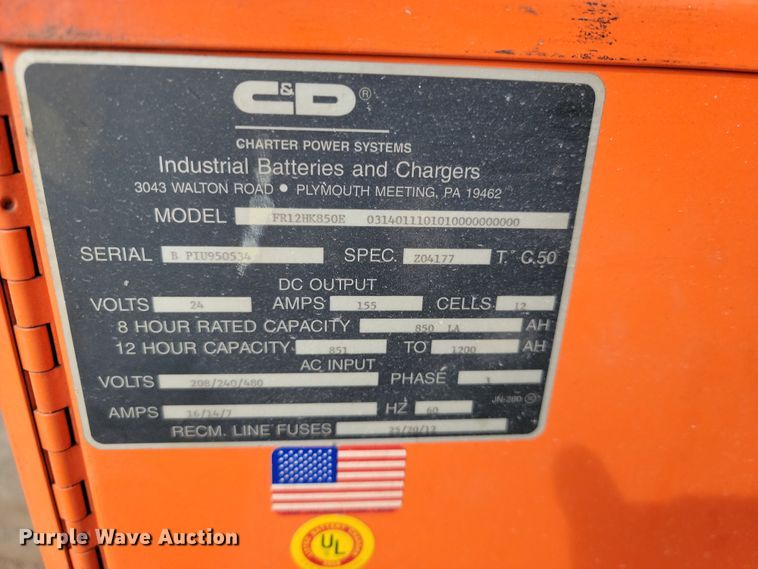 C&D®
CHARTER POWER SYSTEMS
Industrial Batteries and Chargers
3043 WALTON ROAD • PLYMOUTH MEETING, PA 19462
MODEL FR12HK850E 0314011101010000000000
SERIAL B PIU950534 SPEC. Z04177 T. C.50
DC OUTPUT
VOLTS 24 AMPS 155 CELLS 12
8 HOUR RATED CAPACITY 850 LA AH
12 HOUR CAPACITY 851 TO 1200 AH
AC INPUT
VOLTS 208/240/480 PHASE 1
AMPS 16/14/7 HZ 60
JN-280
RECM. LINE FUSES 25/20/12
UL
Purple Wave Auction